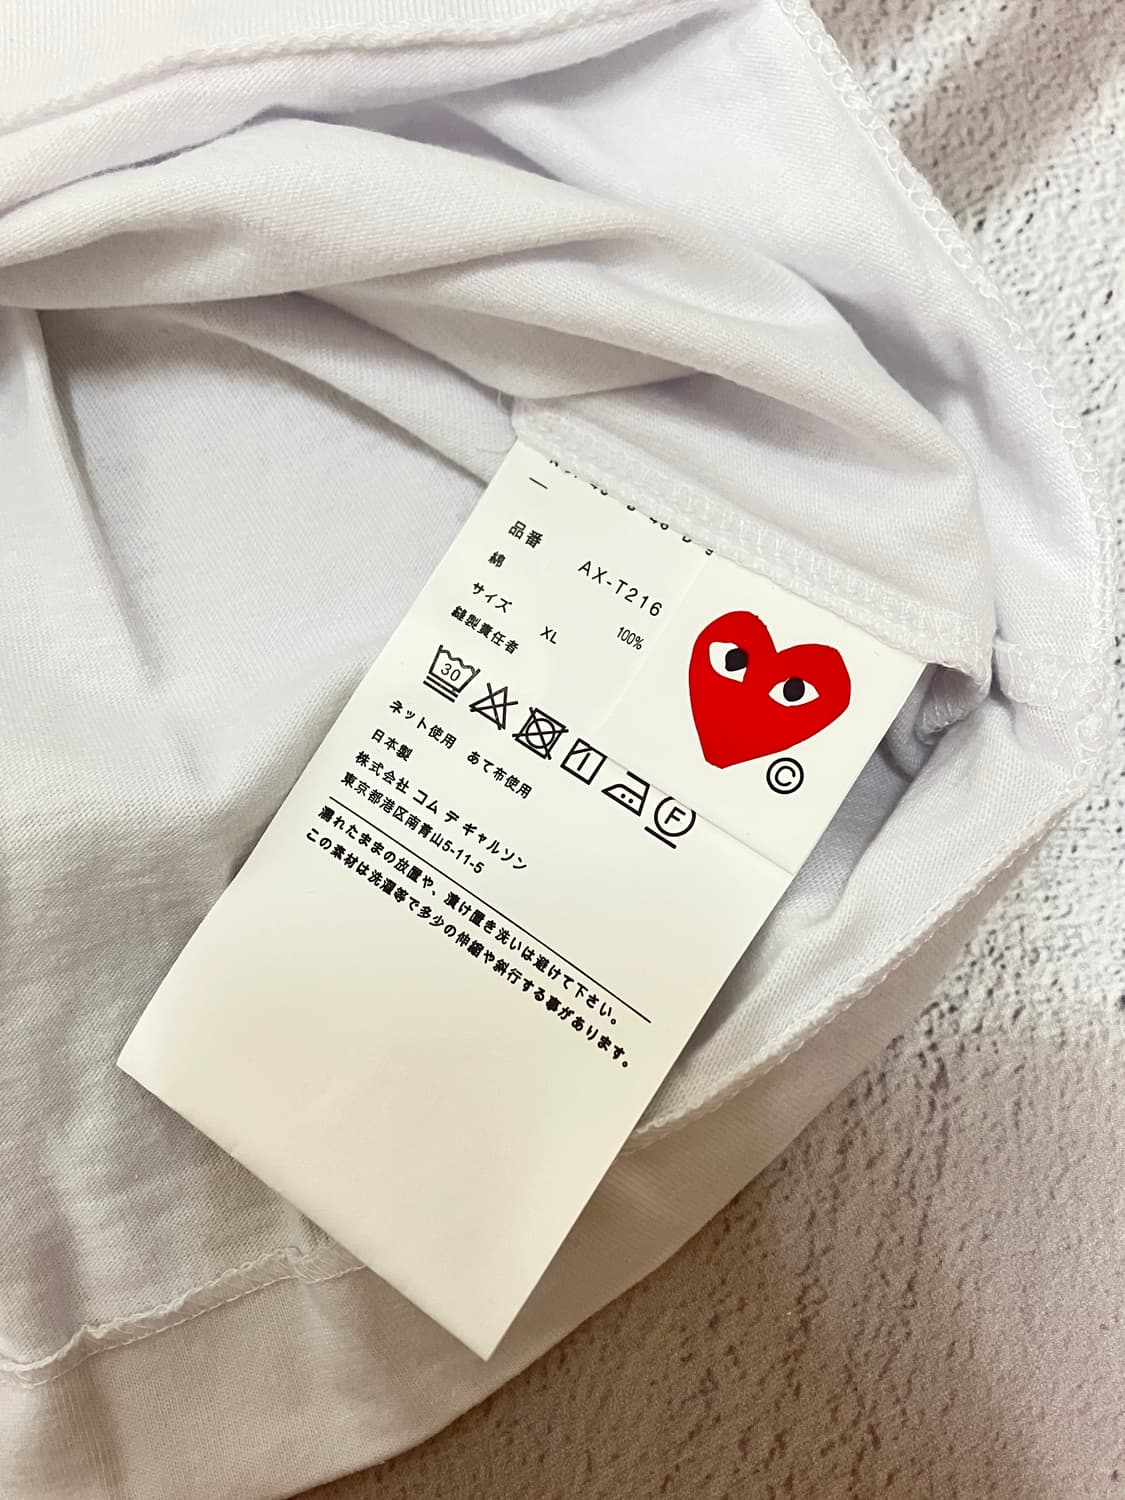 品番 AX-T216
綿 100%
サイズ XL
縫製責任者
30
F
ネット使用 あて布使用
日本製
株式会社 コム デ ギャルソン
東京都港区南青山5-11-5
濡れたままの放置や、漬け置き洗いは避けて下さい。
この素材は洗濯等で多少の伸縮や斜行する事があります。
©